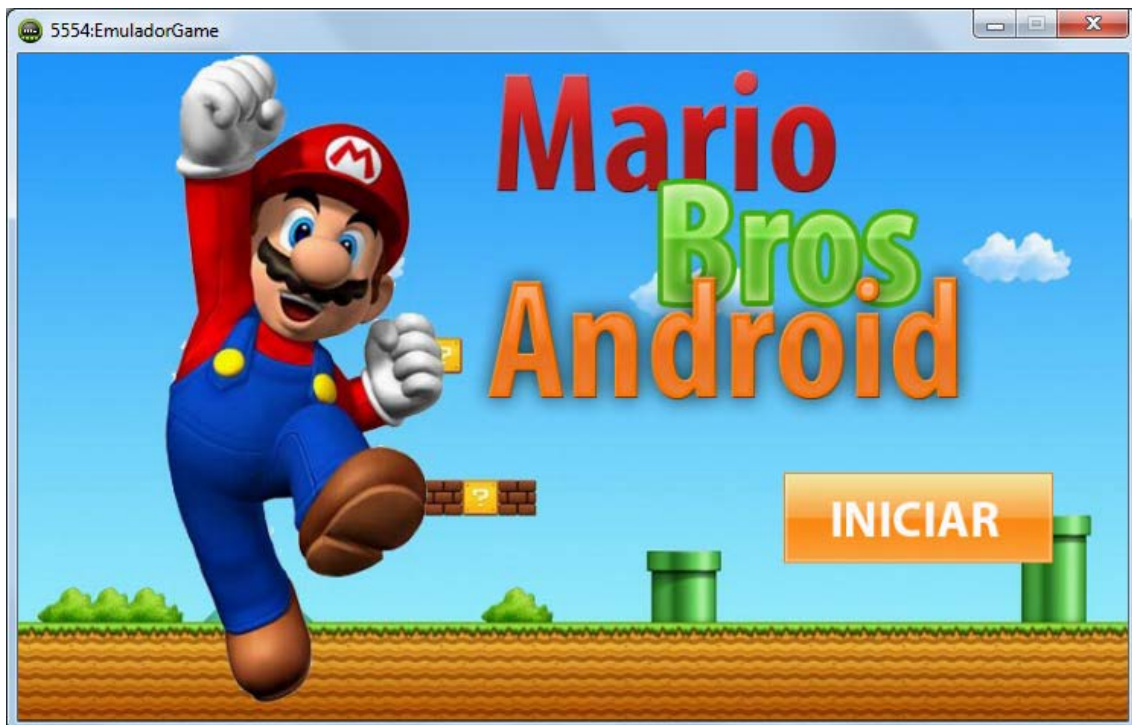 5554:EmuladorGame
Mario
Bros
Android
M
?
?
INICIAR